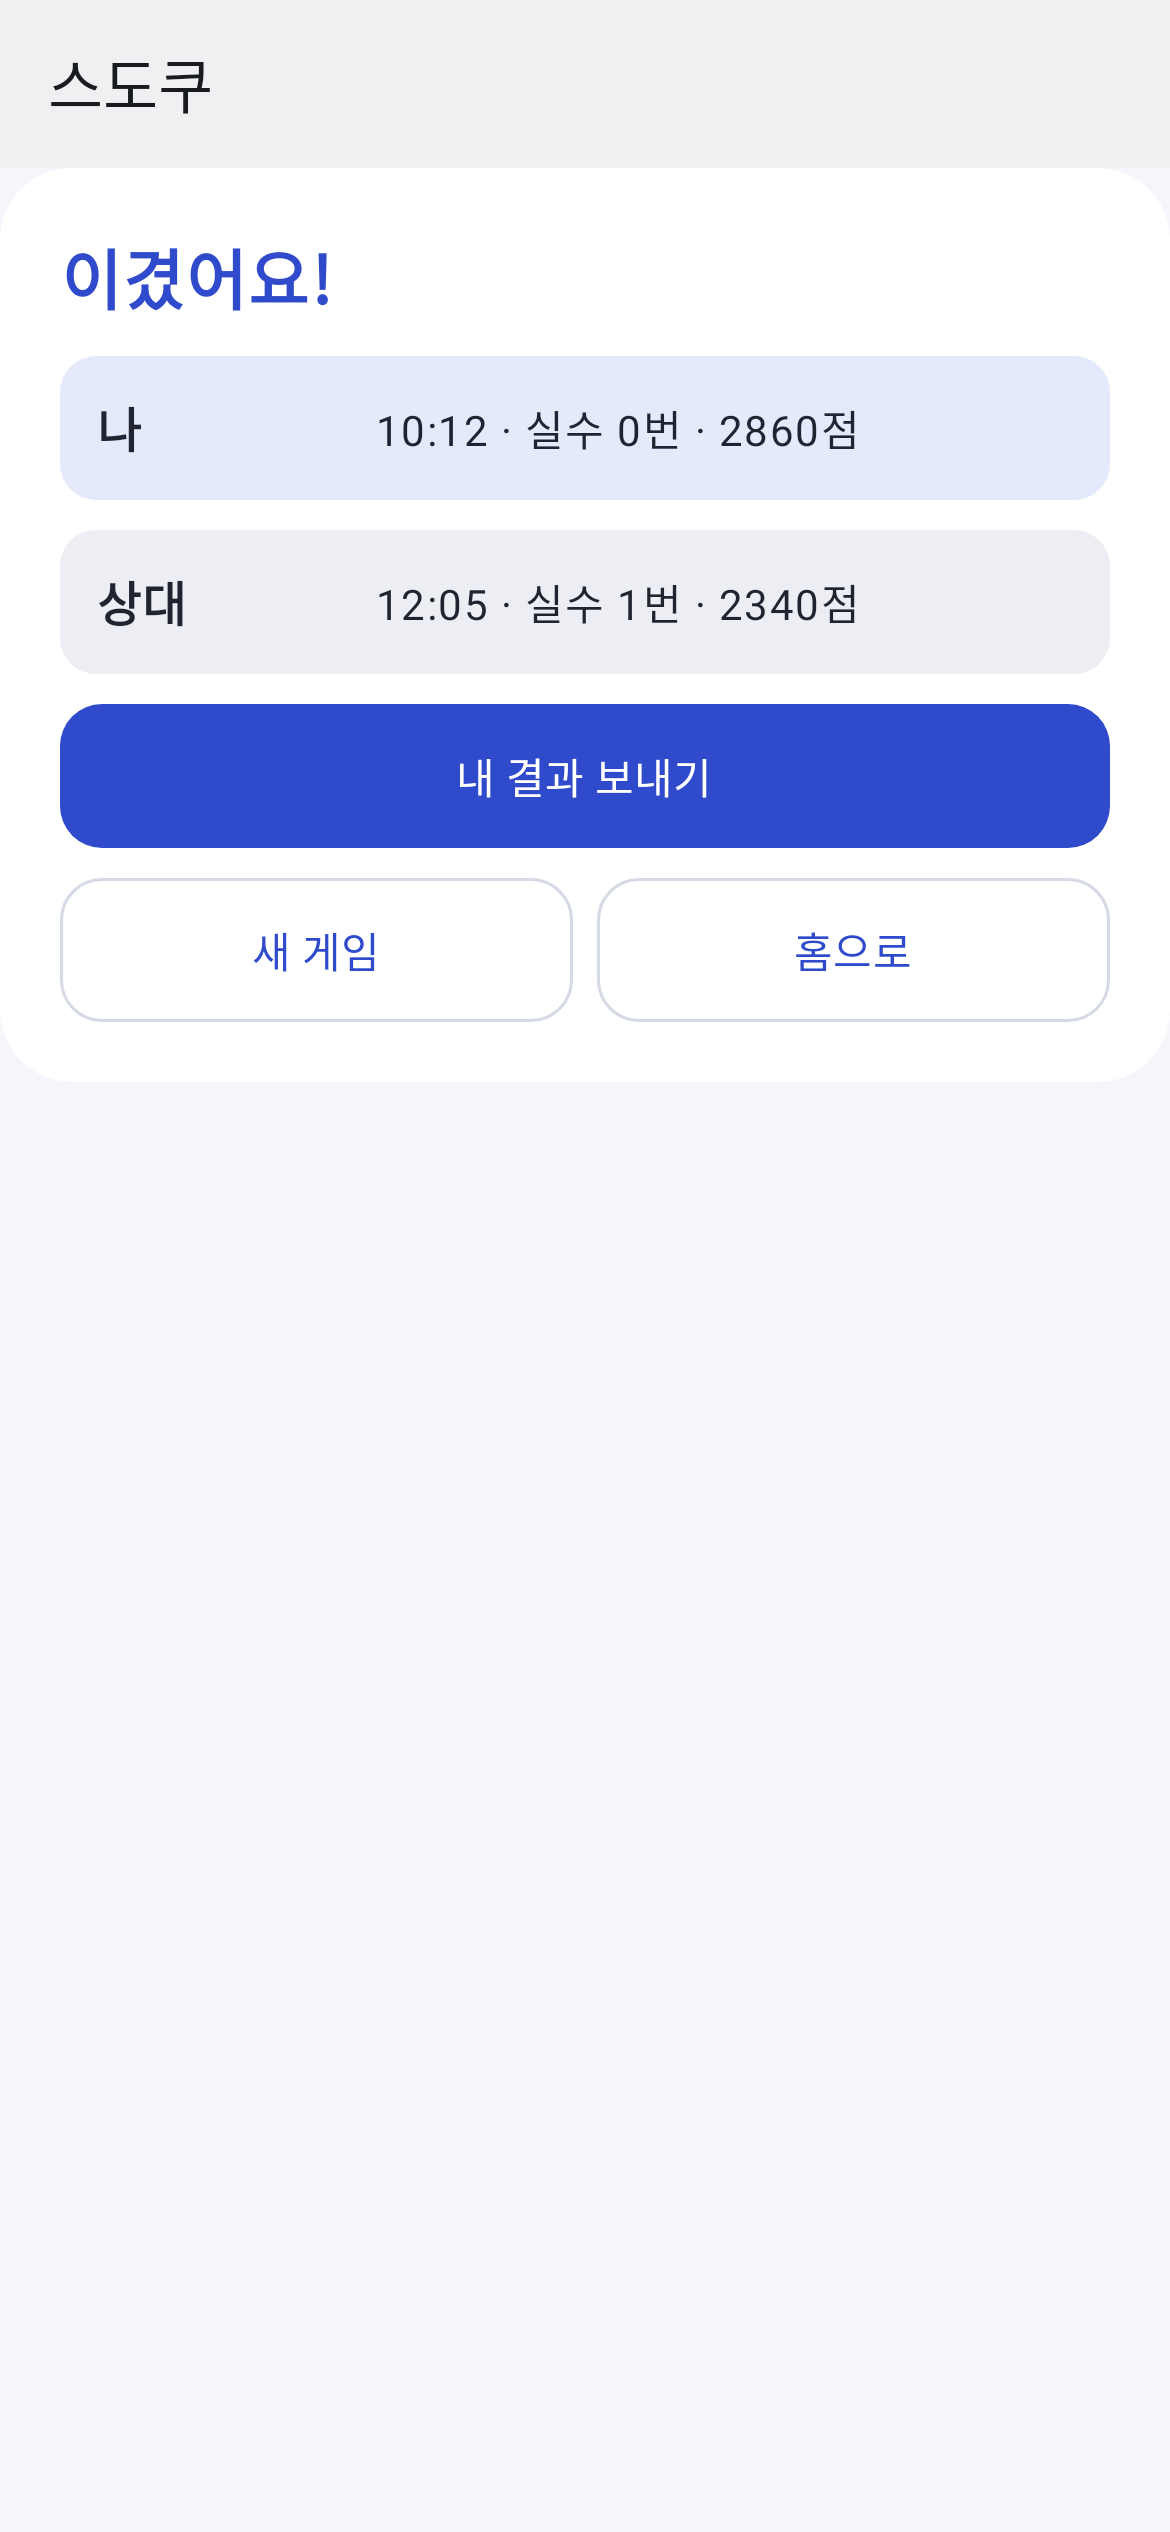 스도쿠
이겼어요!
나 10:12 · 실수 0번 · 2860점
상대 12:05 · 실수 1번 · 2340점
내 결과 보내기
새 게임 홈으로